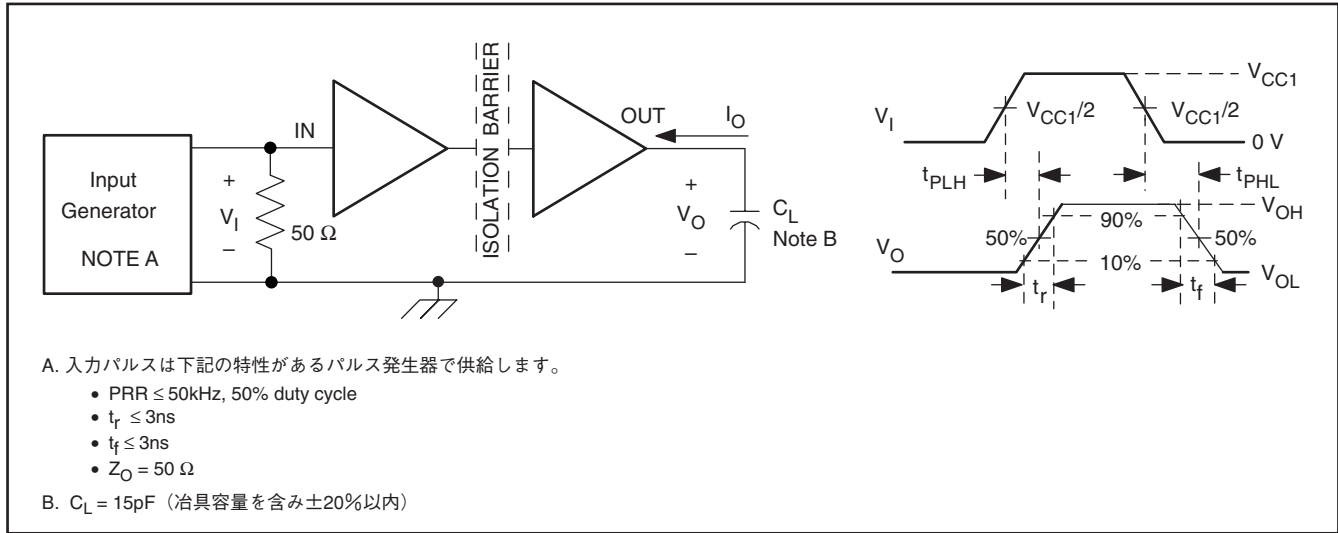 Input
Generator
NOTE A
+
V_I
–
50 Ω
IN
ISOLATION BARRIER
OUT
I_O
+
V_O
–
C_L
Note B
V_I
V_CC1
V_CC1/2
V_CC1/2
0 V
t_PLH
t_PHL
V_O
V_OH
50%
90%
50%
10%
V_OL
t_r
t_f
A. 入力パルスは下記の特性があるパルス発生器で供給します。
• PRR ≤ 50kHz, 50% duty cycle
• t_r ≤ 3ns
• t_f ≤ 3ns
• Z_O = 50 Ω
B. C_L = 15pF（冶具容量を含み±20%以内）